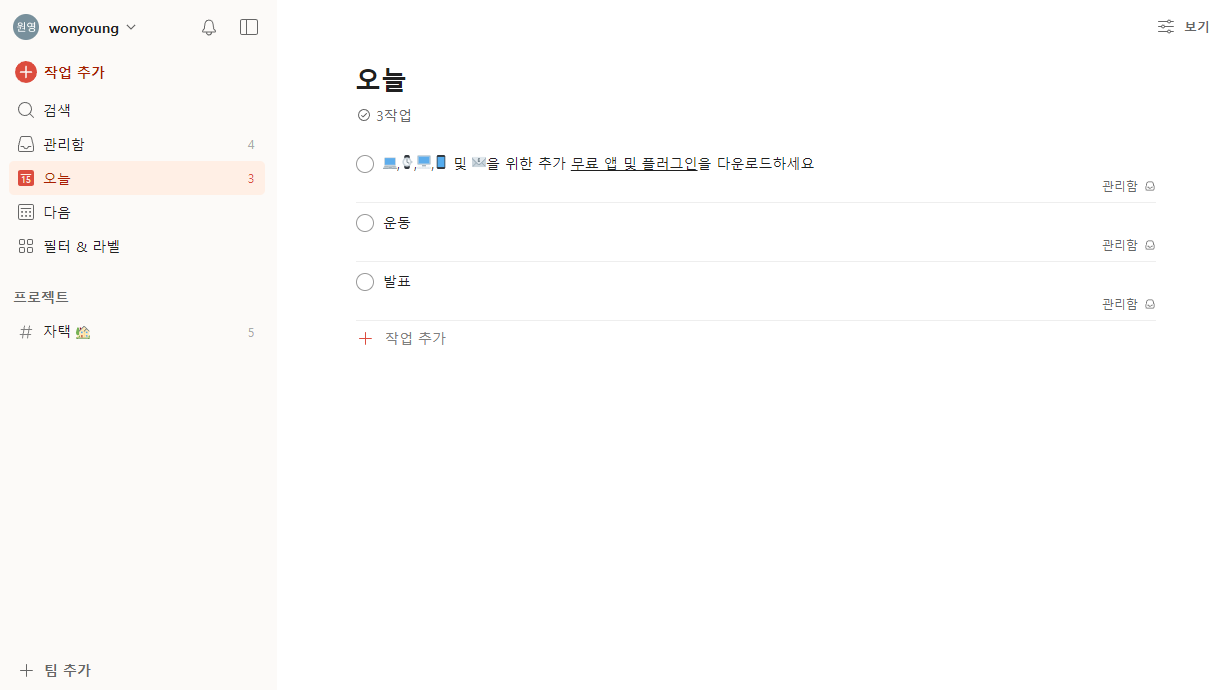 원영 wonyoung
작업 추가
검색
관리함 4
15 오늘 3
다음
필터 & 라벨
프로젝트
# 자택 🏡 5
팀 추가
보기
오늘
3작업
💻,⌚,🖥️,📱 및 📧을 위한 추가 무료 앱 및 플러그인을 다운로드하세요
관리함
운동
관리함
발표
관리함
+ 작업 추가